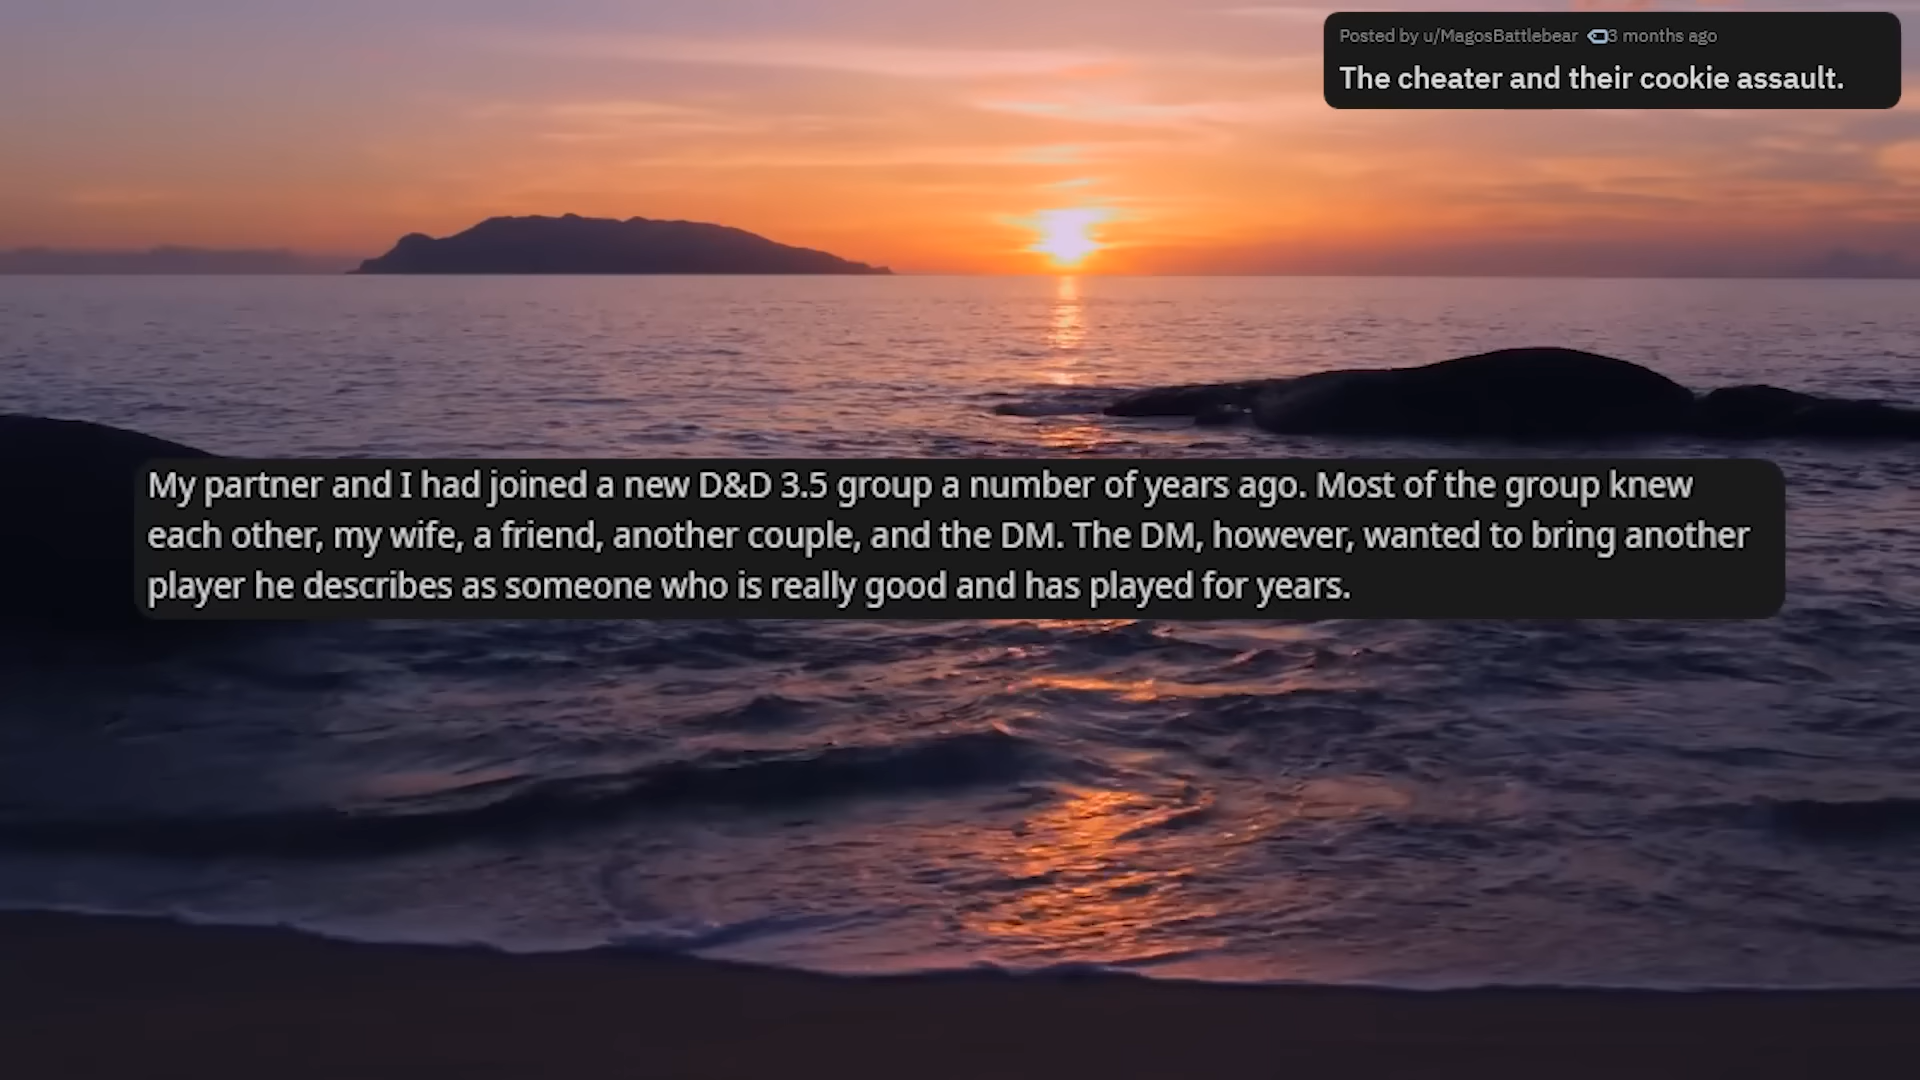 Posted by u/MagosBattlebear 3 months ago
The cheater and their cookie assault.
My partner and I had joined a new D&D 3.5 group a number of years ago. Most of the group knew
each other, my wife, a friend, another couple, and the DM. The DM, however, wanted to bring another
player he describes as someone who is really good and has played for years.